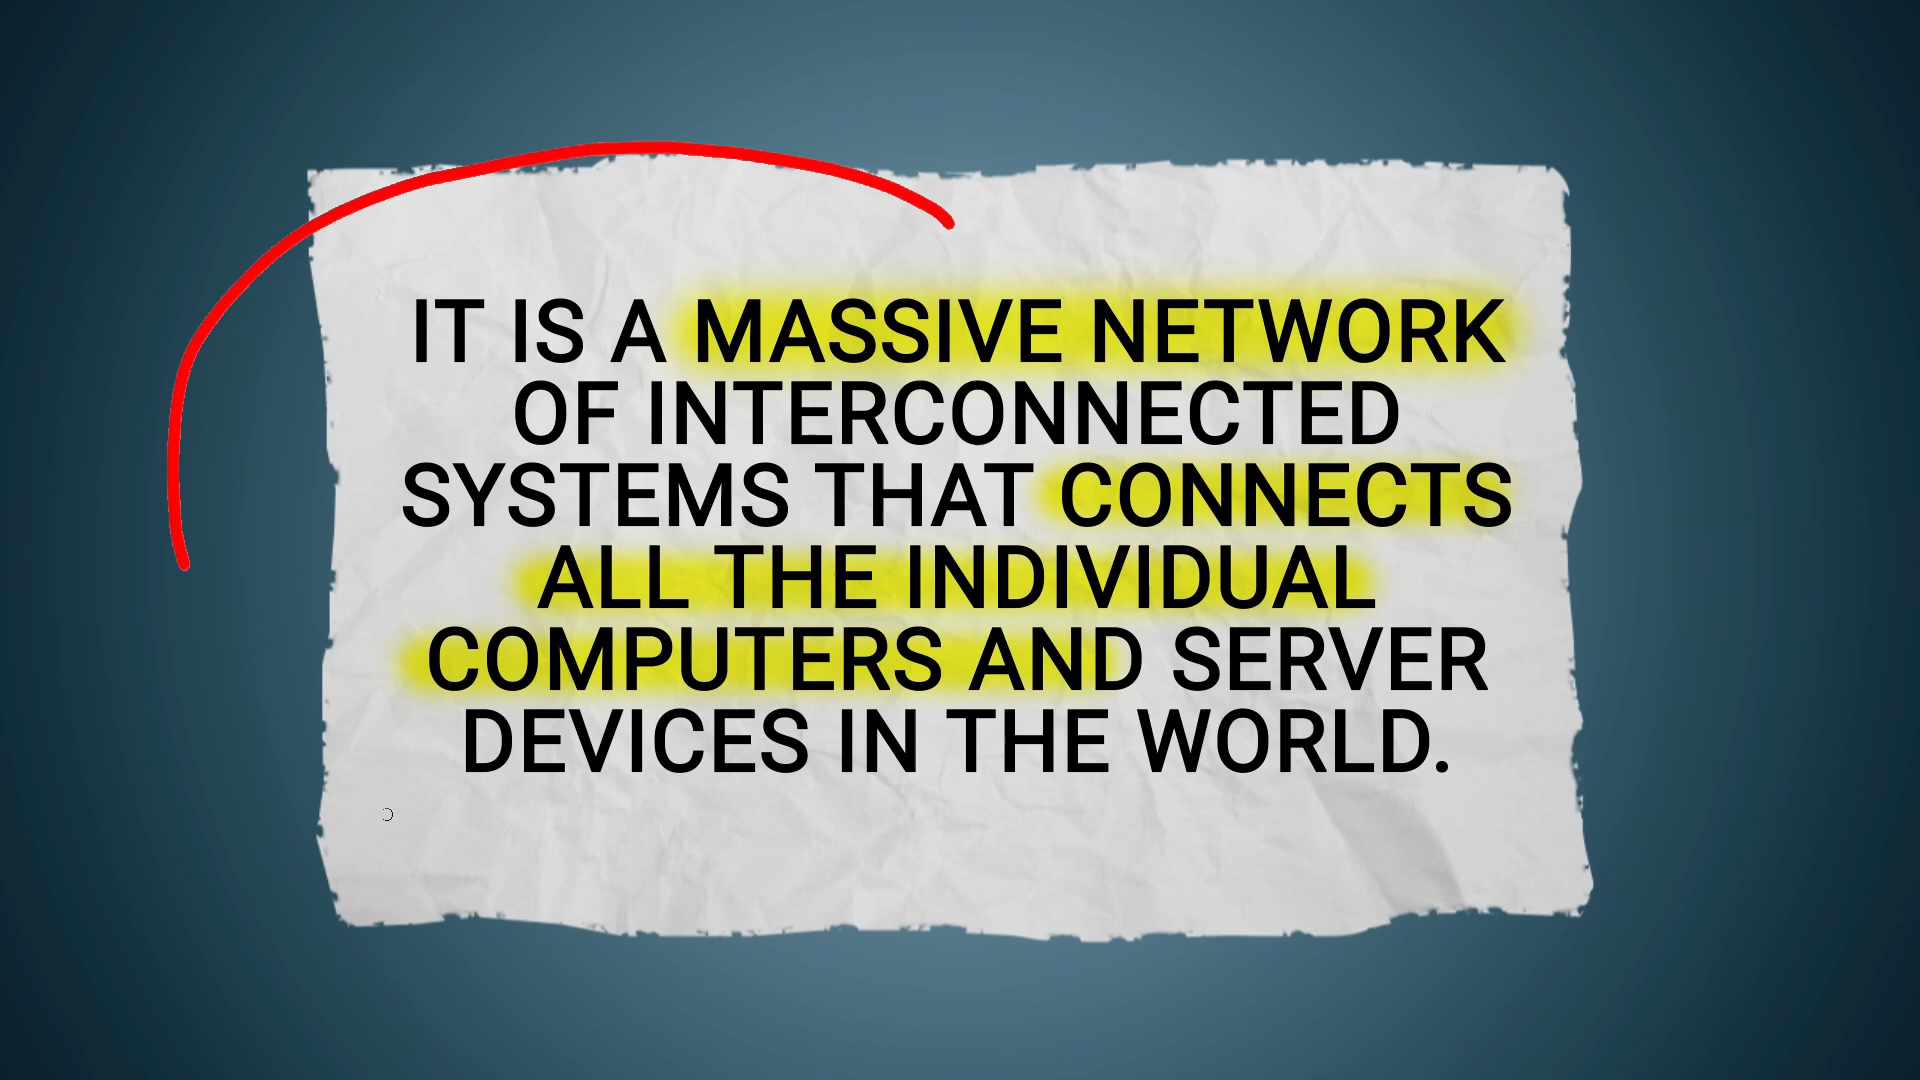 IT IS A MASSIVE NETWORK
OF INTERCONNECTED
SYSTEMS THAT CONNECTS
ALL THE INDIVIDUAL
COMPUTERS AND SERVER
DEVICES IN THE WORLD.